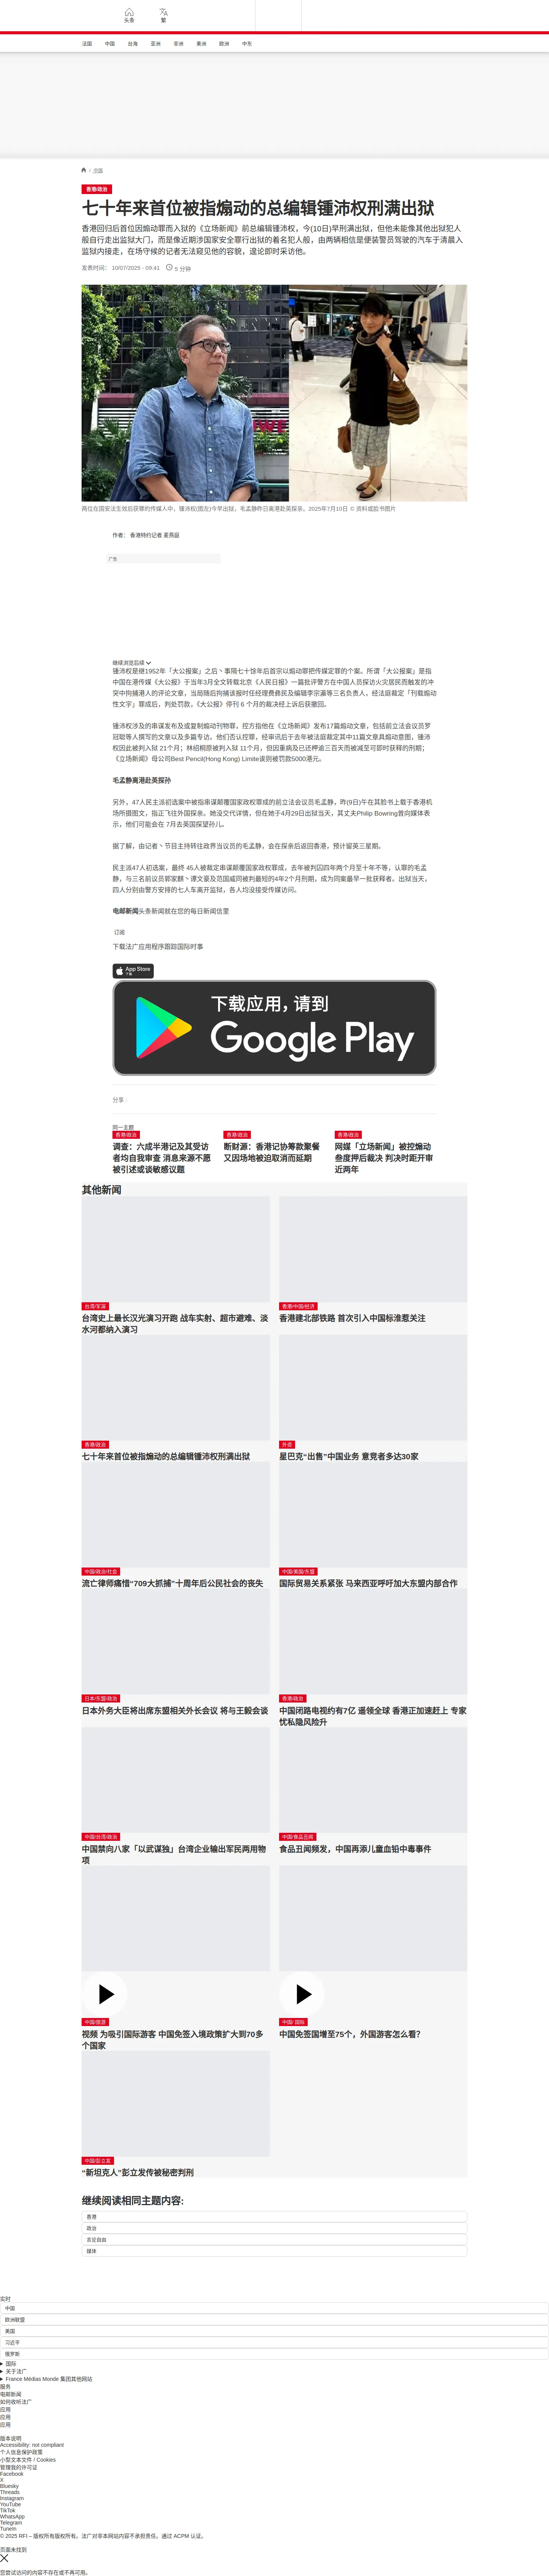 头条
繁
法国
中国
台海
亚洲
非洲
美洲
欧洲
中东
/ 中国
香港/政治
七十年来首位被指煽动的总编辑锺沛权刑满出狱
香港回归后首位因煽动罪而入狱的《立场新闻》前总编辑锺沛权，今(10日)早刑满出狱，但他未能像其他出狱犯人
般自行走出监狱大门，而是像近期涉国家安全罪行出狱的着名犯人般，由两辆相信是便装警员驾驶的汽车于清晨入
监狱内接走，在场守候的记者无法窥见他的容貌，遑论即时采访他。
发表时间： 10/07/2025 - 09:41
5 分钟
两位在国安法生效后获罪的传媒人中，锺沛权(图左)今早出狱，毛孟静昨日离港赴英探亲。2025年7月10日 © 资料或脸书图片
作者： 香港特约记者 麦燕庭
广告
继续浏览后续
锺沛权是继1952年「大公报案」之后丶事隔七十馀年后首宗以煽动罪把传媒定罪的个案。所谓「大公报案」是指
中国在港传媒《大公报》于当年3月全文转载北京《人民日报》一篇批评警方在中国人员探访火灾居民而触发的冲
突中拘捕港人的评论文章，当局随后拘捕该报时任经理费彝民及编辑李宗瀛等三名负责人，经法庭裁定「刊载煽动
性文字」罪成后，判处罚款，《大公报》停刊 6 个月的裁决经上诉后获撤回。
锺沛权涉及的串谋发布及或复制煽动刊物罪，控方指他在《立场新闻》发布17篇煽动文章，包括前立法会议员罗
冠聪等人撰写的文章以及多篇专访。他们否认控罪，经审讯后于去年被法庭裁定其中11篇文章具煽动意图，锺沛
权因此被判入狱 21个月；林绍桐原被判入狱 11个月，但因重病及已还柙逾三百天而被减至可即时获释的刑期；
《立场新闻》母公司Best Pencil(Hong Kong) Limite该则被罚款5000港元。
毛孟静离港赴英探孙
另外，47人民主派初选案中被指串谋颠覆国家政权罪成的前立法会议员毛孟静，昨(9日)午在其脸书上载于香港机
场所摄图文，指正飞往外国探亲。她没交代详情，但在她于4月29日出狱当天，其丈夫Philip Bowring曾向媒体表
示，他们可能会在 7月去英国探望孙儿。
据了解，由记者丶节目主持转往政界当议员的毛孟静，会在探亲后返回香港，预计留英三星期。
民主派47人初选案，最终 45人被裁定串谋颠覆国家政权罪成，去年被判囚四年两个月至十年不等，认罪的毛孟
静，与三名前议员郭家麒丶谭文豪及范国威同被判最短的4年2个月刑期，成为同案最早一批获释者。出狱当天，
四人分别由警方安排的七人车离开监狱，各人均没接受传媒访问。
电邮新闻头条新闻就在您的每日新闻信里
订阅
下载法广应用程序跟踪国际时事
App Store
下载
下载应用，请到
Google Play
分享 :
同一主题
香港/政治
调查：六成半港记及其受访
者均自我审查 消息来源不愿
被引述或谈敏感议题
香港/政治
断财源：香港记协筹款聚餐
又因场地被迫取消而延期
香港/政治
网媒「立场新闻」被控煽动
叁度押后裁决 判决时距开审
近两年
其他新闻
台湾/军演
台湾史上最长汉光演习开跑 战车实射、超市避难、淡
水河都纳入演习
香港/中国/经济
香港建北部铁路 首次引入中国标淮惹关注
香港/政治
七十年来首位被指煽动的总编辑锺沛权刑满出狱
外资
星巴克“出售”中国业务 意竞者多达30家
中国/政治/社会
流亡律师痛惜“709大抓捕”十周年后公民社会的丧失
中国/美国/东盟
国际贸易关系紧张 马来西亚呼吁加大东盟内部合作
日本/东盟/政治
日本外务大臣将出席东盟相关外长会议 将与王毅会谈
香港/政治
中国闭路电视约有7亿 遥领全球 香港正加速赶上 专家
忧私隐风险升
中国/台湾/政治
中国禁向八家「以武谋独」台湾企业输出军民两用物
项
中国/食品丑闻
食品丑闻频发，中国再添儿童血铅中毒事件
中国/旅游
视频 为吸引国际游客 中国免签入境政策扩大到70多
个国家
中国/ 国际
中国免签国增至75个，外国游客怎么看？
中国/彭立发
“新坦克人”彭立发传被秘密判刑
继续阅读相同主题内容:
香港
政治
言论自由
媒体
实时
中国
欧洲联盟
美国
习近平
俄罗斯
国际
关于法广
France Médias Monde 集团其他网站
服务
电邮新闻
如何收听法广
应用
应用
应用
版本说明
Accessibility: not compliant
个人信息保护政策
小型文本文件 / Cookies
管理我的许可证
Facebook
X
Bluesky
Threads
Instagram
YouTube
TikTok
WhatsApp
Telegram
TuneIn
© 2025 RFI – 版权所有版权所有。法广对非本网站内容不承担责任。通过 ACPM 认证。
页面未找到
您尝试访问的内容不存在或不再可用。